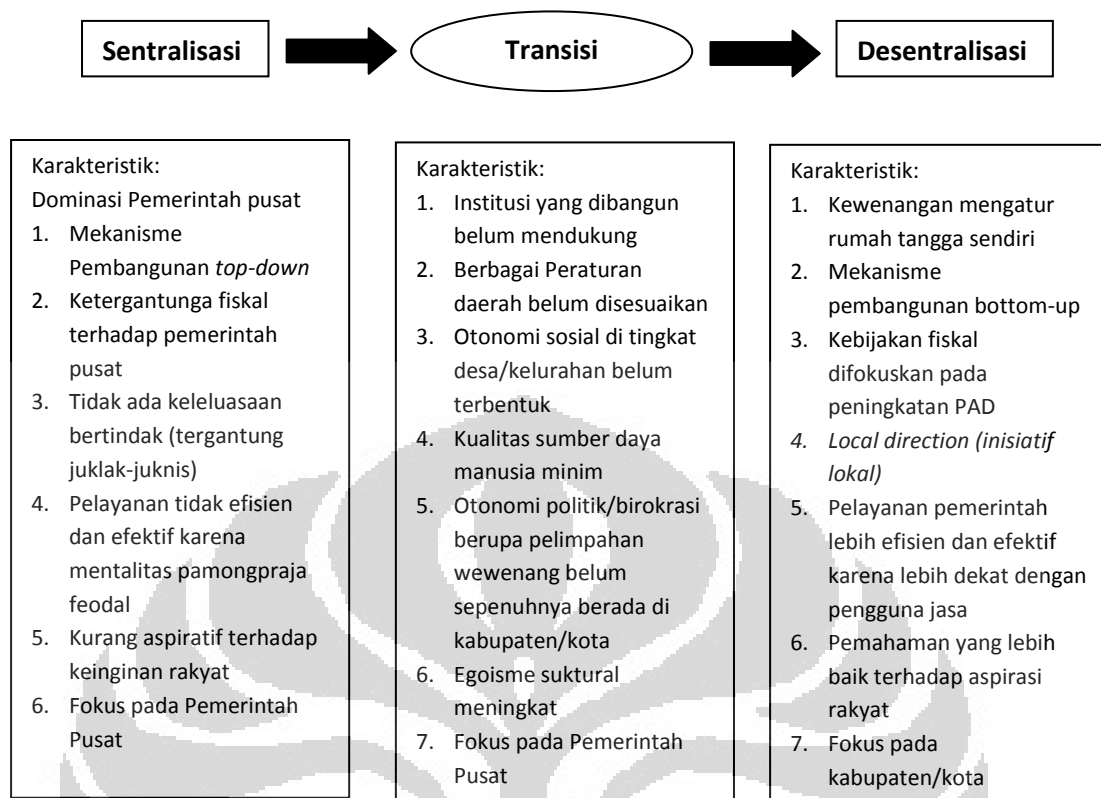 Sentralisasi
Transisi
Desentralisasi
Karakteristik:
Dominasi Pemerintah pusat
1. Mekanisme
Pembangunan top-down
2. Ketergantunga fiskal
terhadap pemerintah
pusat
3. Tidak ada keleluasaan
bertindak (tergantung
juklak-juknis)
4. Pelayanan tidak efisien
dan efektif karena
mentalitas pamongpraja
feodal
5. Kurang aspiratif terhadap
keinginan rakyat
6. Fokus pada Pemerintah
Pusat
Karakteristik:
1. Institusi yang dibangun
belum mendukung
2. Berbagai Peraturan
daerah belum disesuaikan
3. Otonomi sosial di tingkat
desa/kelurahan belum
terbentuk
4. Kualitas sumber daya
manusia minim
5. Otonomi politik/birokrasi
berupa pelimpahan
wewenang belum
sepenuhnya berada di
kabupaten/kota
6. Egoisme suktural
meningkat
7. Fokus pada Pemerintah
Pusat
Karakteristik:
1. Kewenangan mengatur
rumah tangga sendiri
2. Mekanisme
pembangunan bottom-up
3. Kebijakan fiskal
difokuskan pada
peningkatan PAD
4. Local direction (inisiatif
lokal)
5. Pelayanan pemerintah
lebih efisien dan efektif
karena lebih dekat dengan
pengguna jasa
6. Pemahaman yang lebih
baik terhadap aspirasi
rakyat
7. Fokus pada
kabupaten/kota